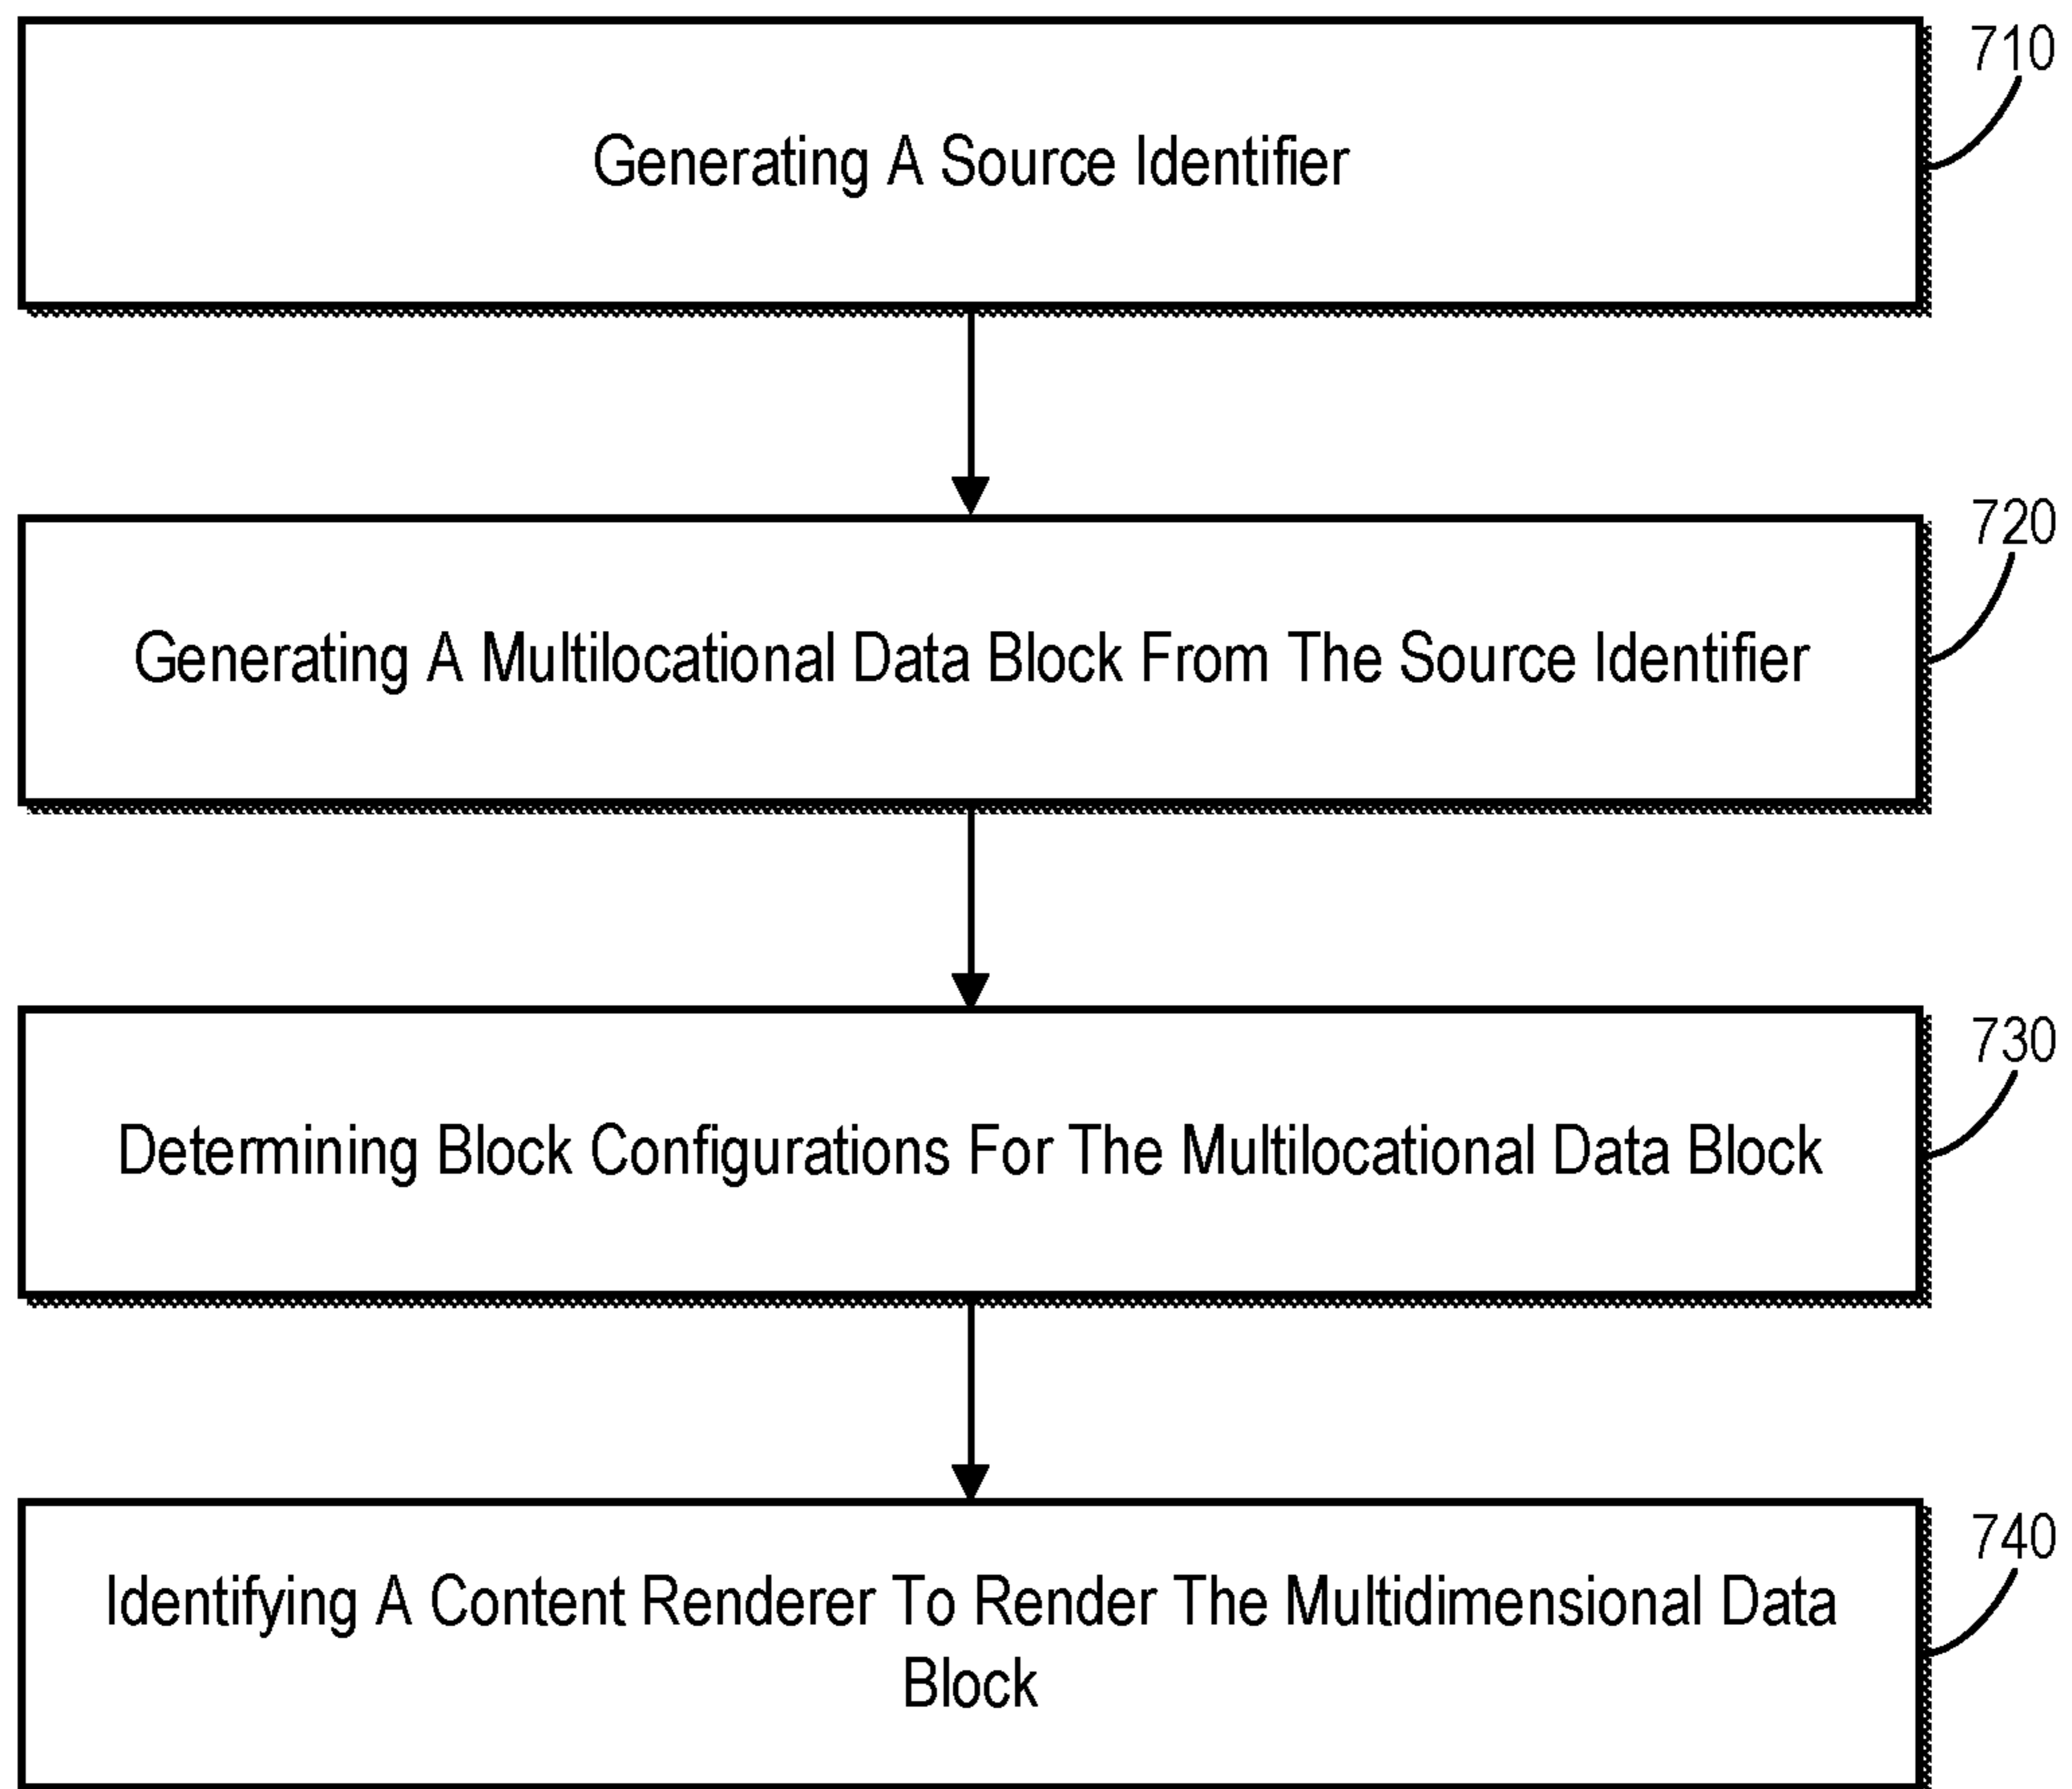 710
Generating A Source Identifier
720
Generating A Multilocational Data Block From The Source Identifier
730
Determining Block Configurations For The Multilocational Data Block
740
Identifying A Content Renderer To Render The Multidimensional Data
Block